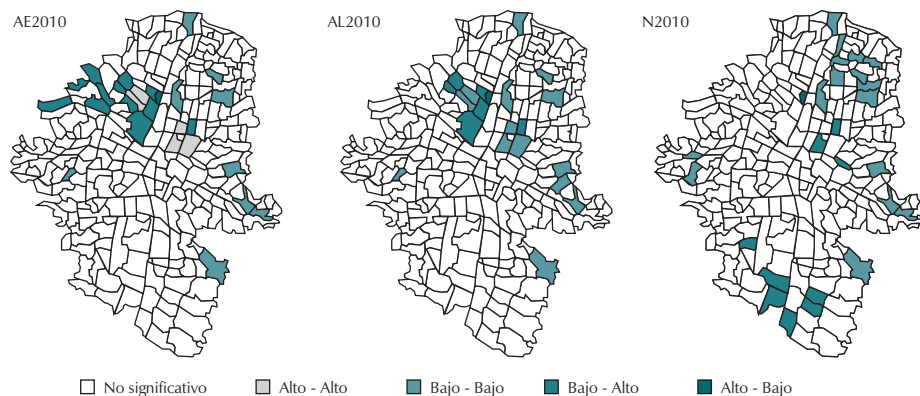 AE2010 AL2010 N2010
No significativo Alto - Alto Bajo - Bajo Bajo - Alto Alto - Bajo